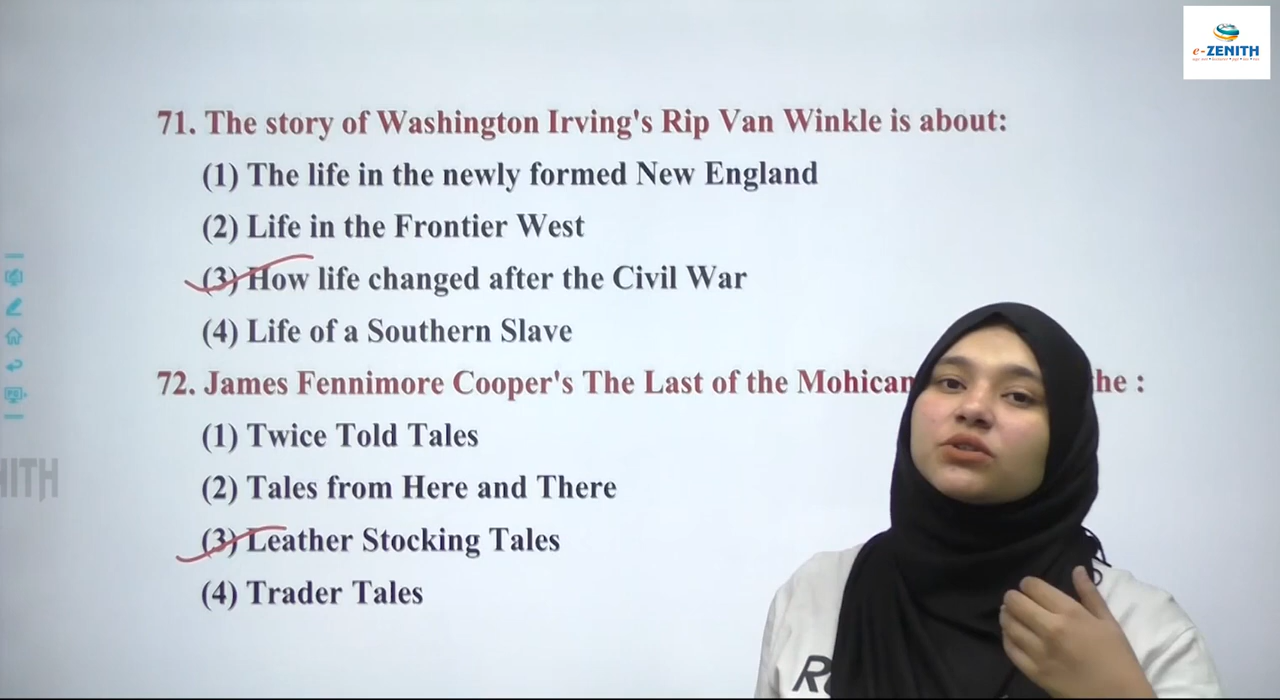 e-ZENITH
71. The story of Washington Irving's Rip Van Winkle is about:
(1) The life in the newly formed New England
(2) Life in the Frontier West
(3) How life changed after the Civil War
(4) Life of a Southern Slave
72. James Fennimore Cooper's The Last of the Mohican he :
(1) Twice Told Tales
(2) Tales from Here and There
(3) Leather Stocking Tales
(4) Trader Tales
NITH